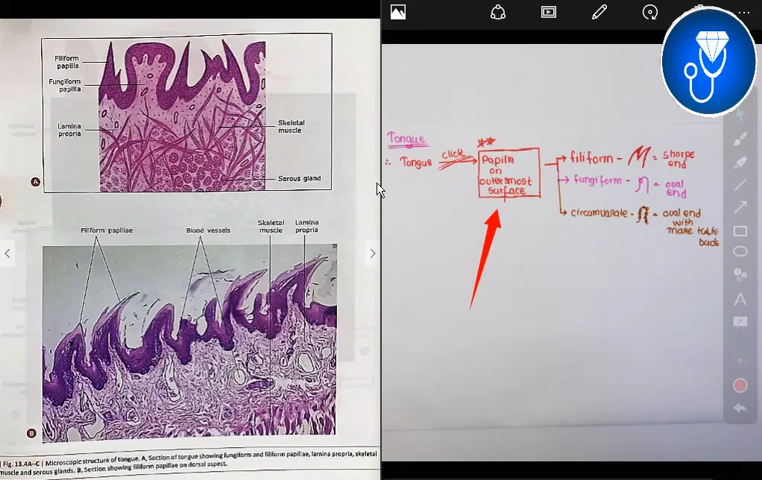 Filiform
papilla
Fungiform
papilla
Lamina
propria
Skeletal
muscle
Serous gland
A
Filiform papillae
Blood vessels
Skeletal
muscle
Lamina
propria
B
Fig. 13.4A–C | Microscopic structure of tongue. A, Section of tongue showing fungiform and filiform papillae, lamina propria, skeletal
muscle and serous glands. B, Section showing filiform papillae on dorsal aspect.
Tongue
∴ Tongue click
Papilla
on
outermost
surface
filiform - = sharpe
end
fungiform - = oval
end
circumvallate - = oval end
with
buds